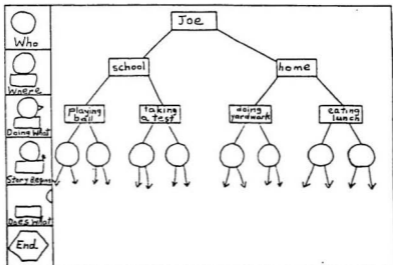 Joe
Who
school
home
Where
playing
ball
taking
a test
doing
yardwork
eating
lunch
Doing What
Story Begins
Does What
End